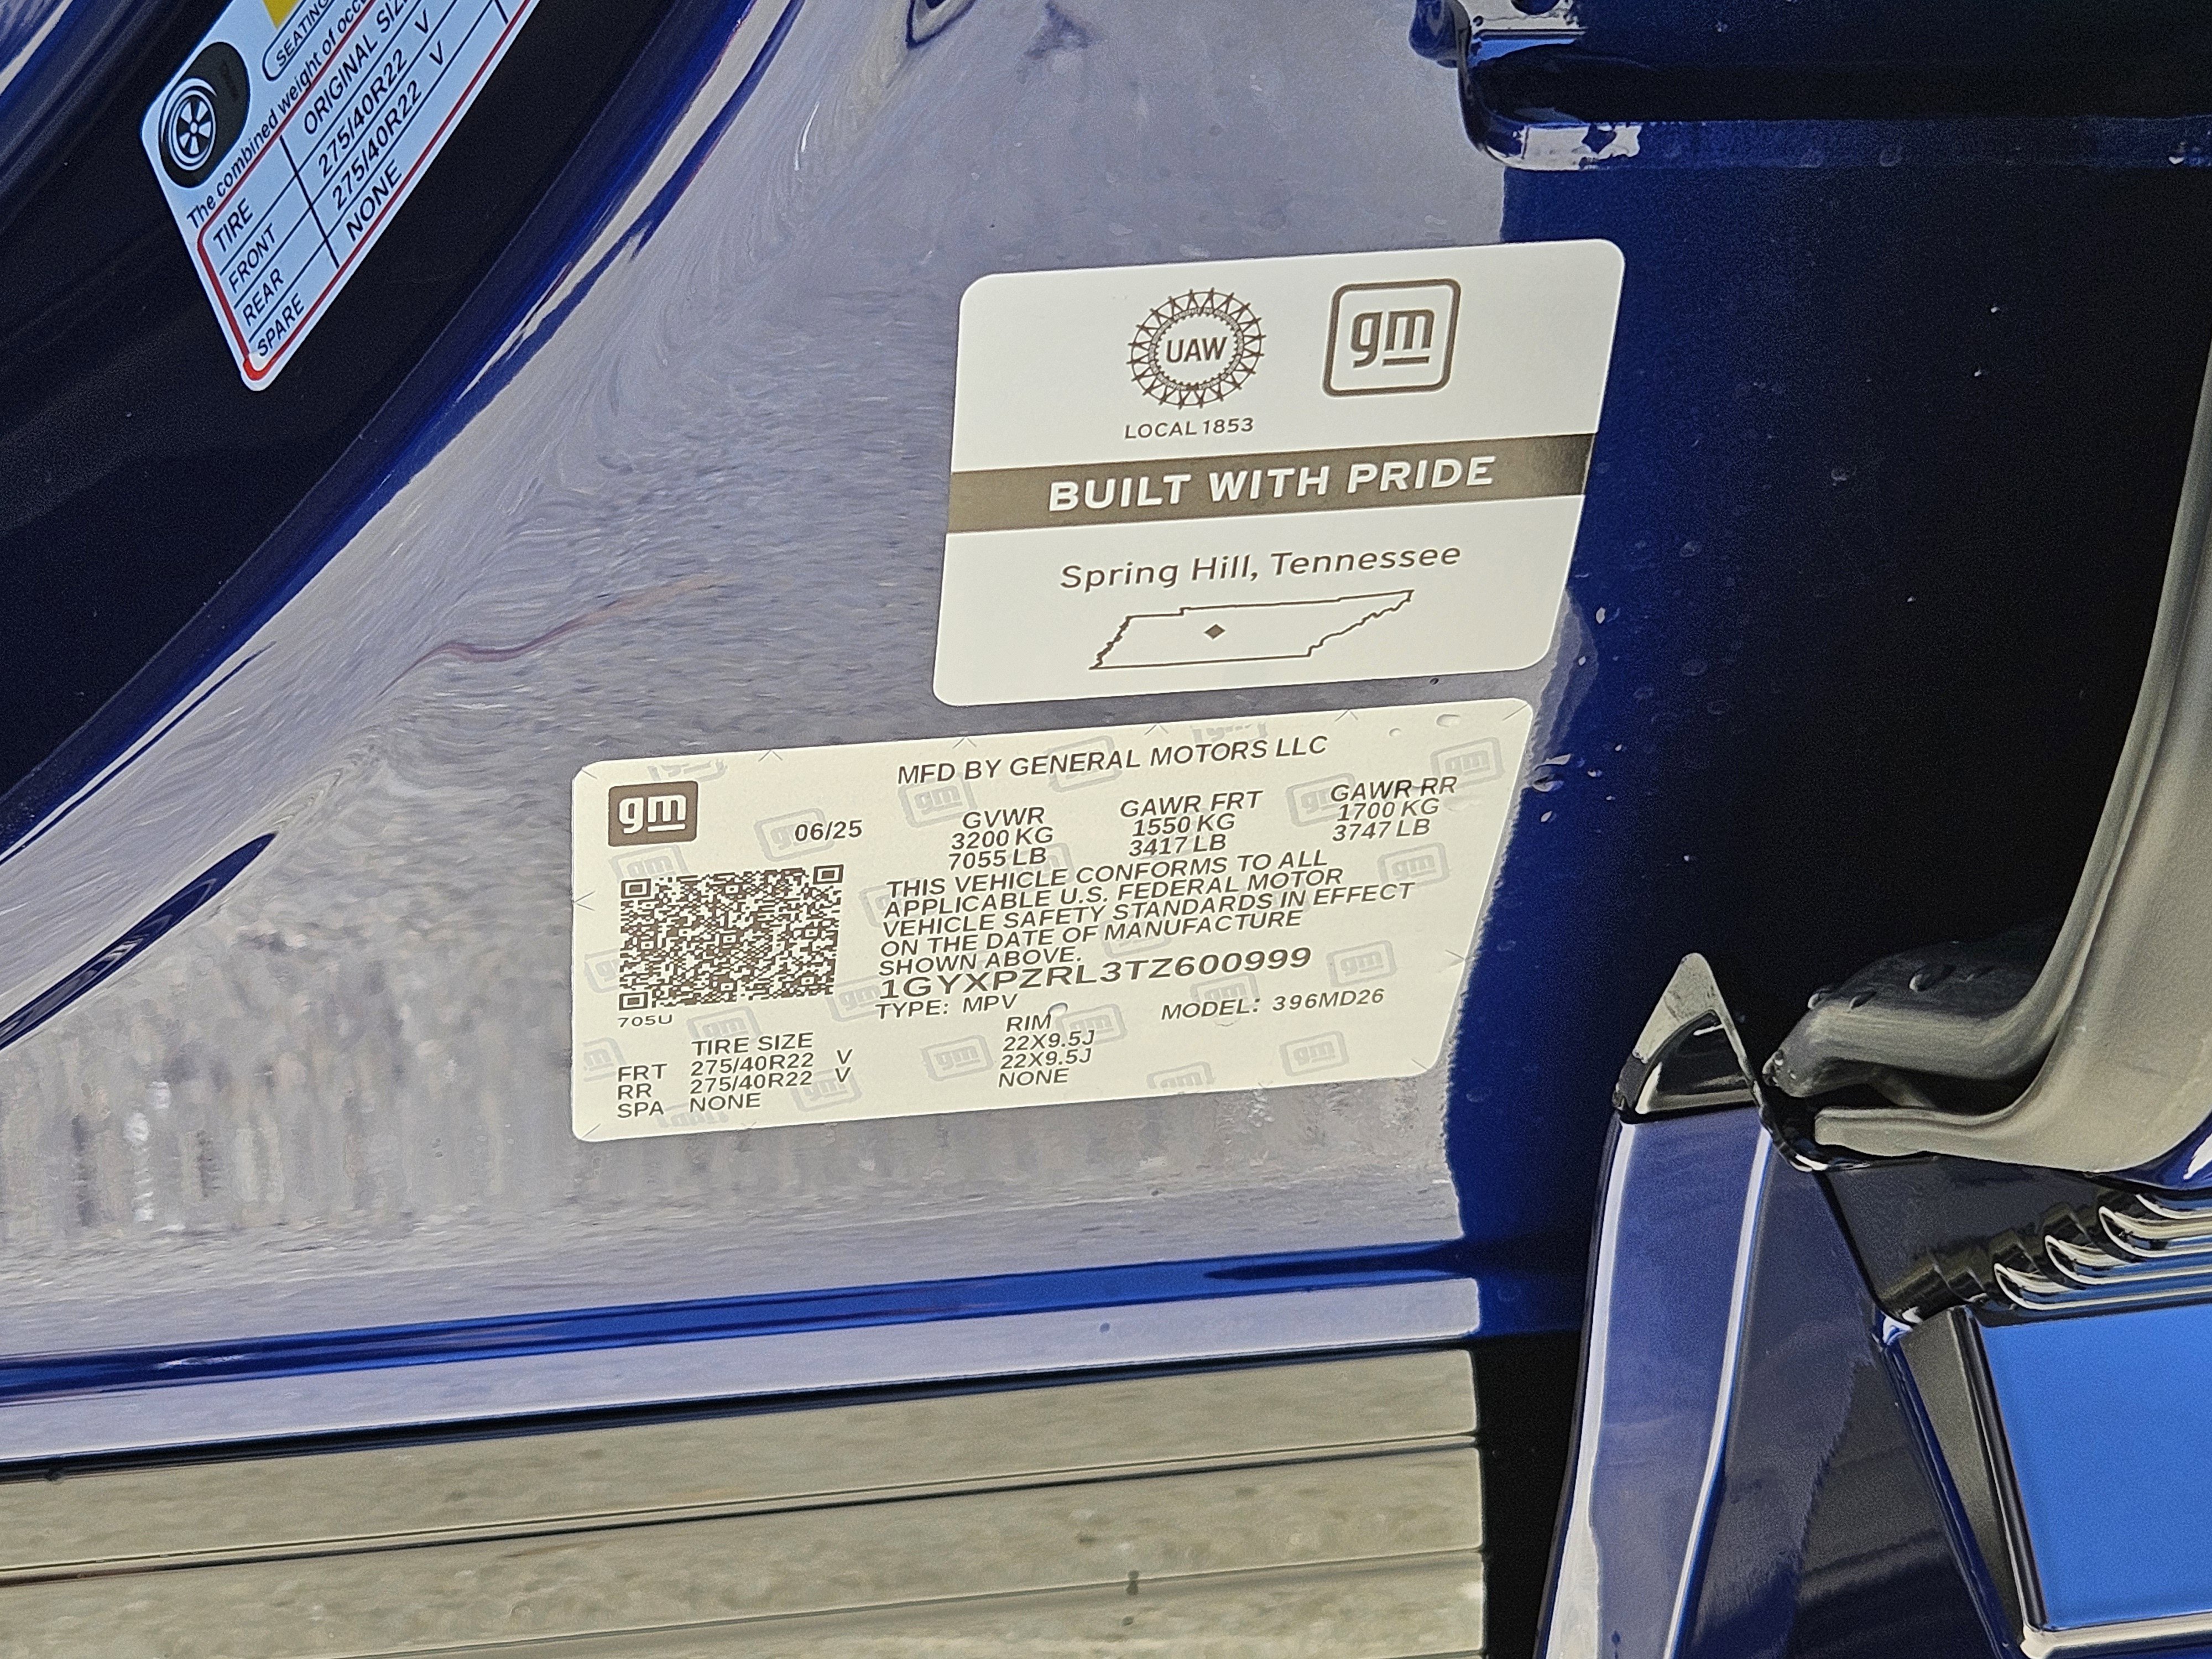 SEATING
The combined weight of occ
TIRE ORIGINAL SIZ
FRONT 275/40R22 V
REAR 275/40R22 V
SPARE NONE
UAW gm
LOCAL 1853
BUILT WITH PRIDE
Spring Hill, Tennessee
MFD BY GENERAL MOTORS LLC
gm
06/25
GVWR GAWR FRT GAWR RR
3200 KG 1550 KG 1700 KG
7055 LB 3417 LB 3747 LB
THIS VEHICLE CONFORMS TO ALL
APPLICABLE U.S. FEDERAL MOTOR
VEHICLE SAFETY STANDARDS IN EFFECT
ON THE DATE OF MANUFACTURE
SHOWN ABOVE.
1GYXPZRL3TZ600999
705U TYPE: MPV MODEL: 396MD26
TIRE SIZE RIM
FRT 275/40R22 V 22X9.5J
RR 275/40R22 V 22X9.5J
SPA NONE NONE